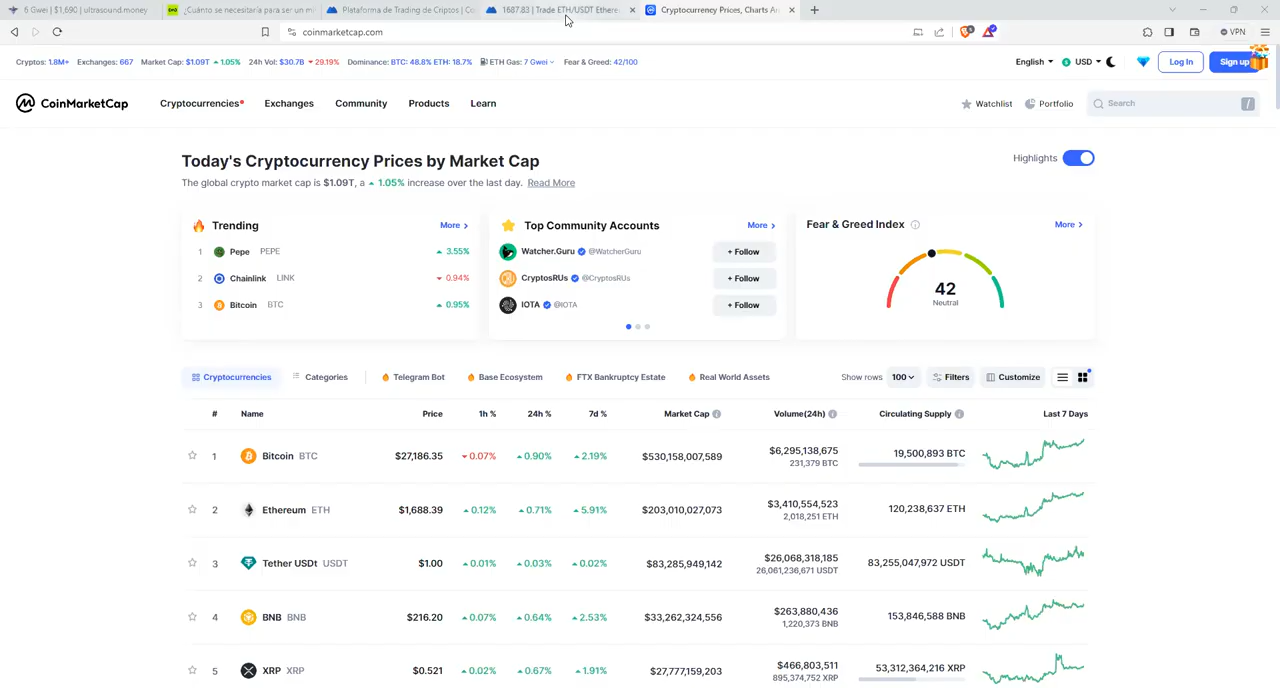 6 Gwei | $1,690 | ultrasound.money
¿Cuánto se necesitaría para ser un mi
Plataforma de Trading de Criptos | Co
1687.83 | Trade ETH/USDT Ethere
Cryptocurrency Prices, Charts An
coinmarketcap.com
VPN
Cryptos: 1.8M+ Exchanges: 667 Market Cap: $1.09T 1.05% 24h Vol: $30.7B 29.19% Dominance: BTC: 48.8% ETH: 18.7% ETH Gas: 7 Gwei Fear & Greed: 42/100
English USD Log In Sign up
CoinMarketCap Cryptocurrencies Exchanges Community Products Learn Watchlist Portfolio Search /
Today's Cryptocurrency Prices by Market Cap
Highlights
The global crypto market cap is $1.09T, a 1.05% increase over the last day. Read More
Trending More
1 Pepe PEPE 3.55%
2 Chainlink LINK 0.94%
3 Bitcoin BTC 0.95%
Top Community Accounts More
Watcher.Guru @WatcherGuru + Follow
CryptosRUs @CryptosRUs + Follow
IOTA @IOTA + Follow
Fear & Greed Index More
42
Neutral
Cryptocurrencies Categories Telegram Bot Base Ecosystem FTX Bankruptcy Estate Real World Assets Show rows 100 Filters Customize
# Name Price 1h % 24h % 7d % Market Cap Volume(24h) Circulating Supply Last 7 Days
1 Bitcoin BTC $27,186.35 0.07% 0.90% 2.19% $530,158,007,589 $6,295,138,675 19,500,893 BTC
231,379 BTC
2 Ethereum ETH $1,688.39 0.12% 0.71% 5.91% $203,010,027,073 $3,410,554,523 120,238,637 ETH
2,018,251 ETH
3 Tether USDt USDT $1.00 0.01% 0.03% 0.02% $83,285,949,142 $26,068,318,185 83,255,047,972 USDT
26,061,236,671 USDT
4 BNB BNB $216.20 0.07% 0.64% 2.53% $33,262,324,556 $263,880,436 153,846,588 BNB
1,220,373 BNB
5 XRP XRP $0.521 0.02% 0.67% 1.91% $27,777,159,203 $466,803,511 53,312,364,216 XRP
895,374,752 XRP